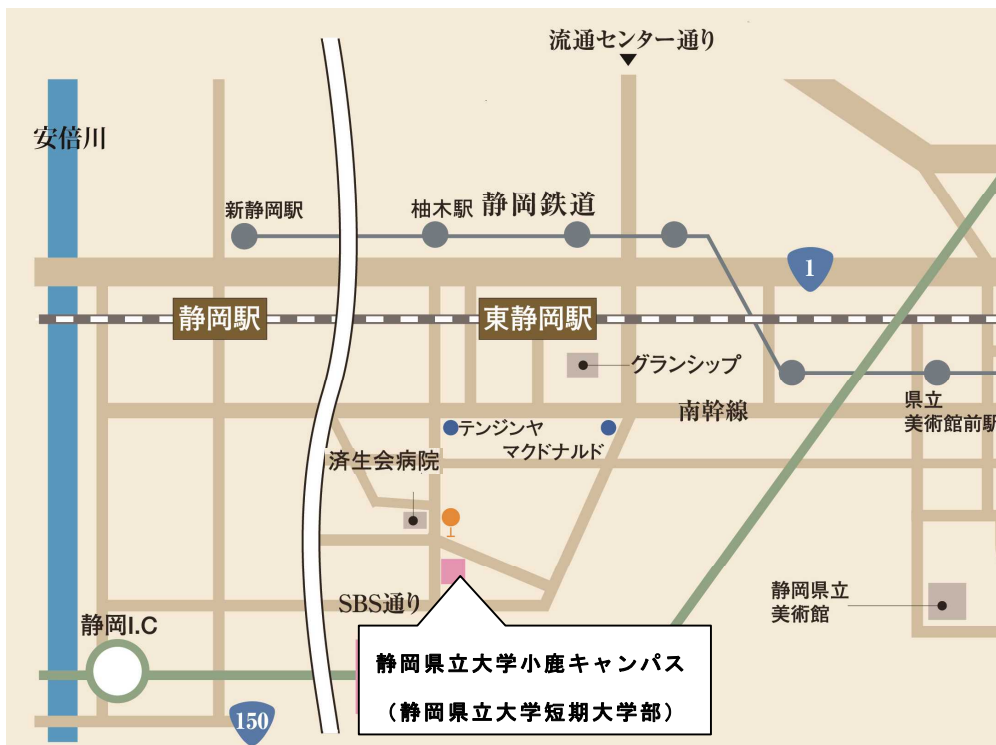 流通センター通り
安倍川
新静岡駅
柚木駅
静岡鉄道
1
静岡駅
東静岡駅
グランシップ
南幹線
県立
美術館前駅
テンジンヤ
マクドナルド
済生会病院
SBS通り
静岡県立
美術館
静岡I.C
静岡県立大学小鹿キャンパス
（静岡県立大学短期大学部）
150